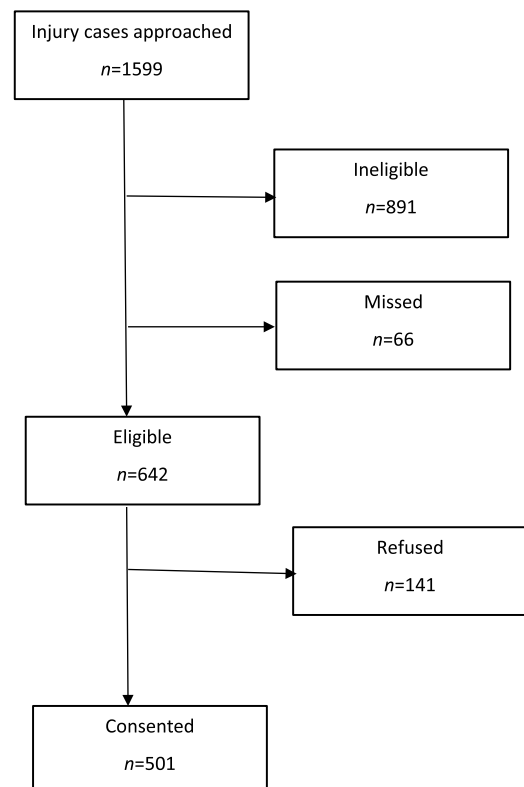 Injury cases approached
n=1599
Ineligible
n=891
Missed
n=66
Eligible
n=642
Refused
n=141
Consented
n=501